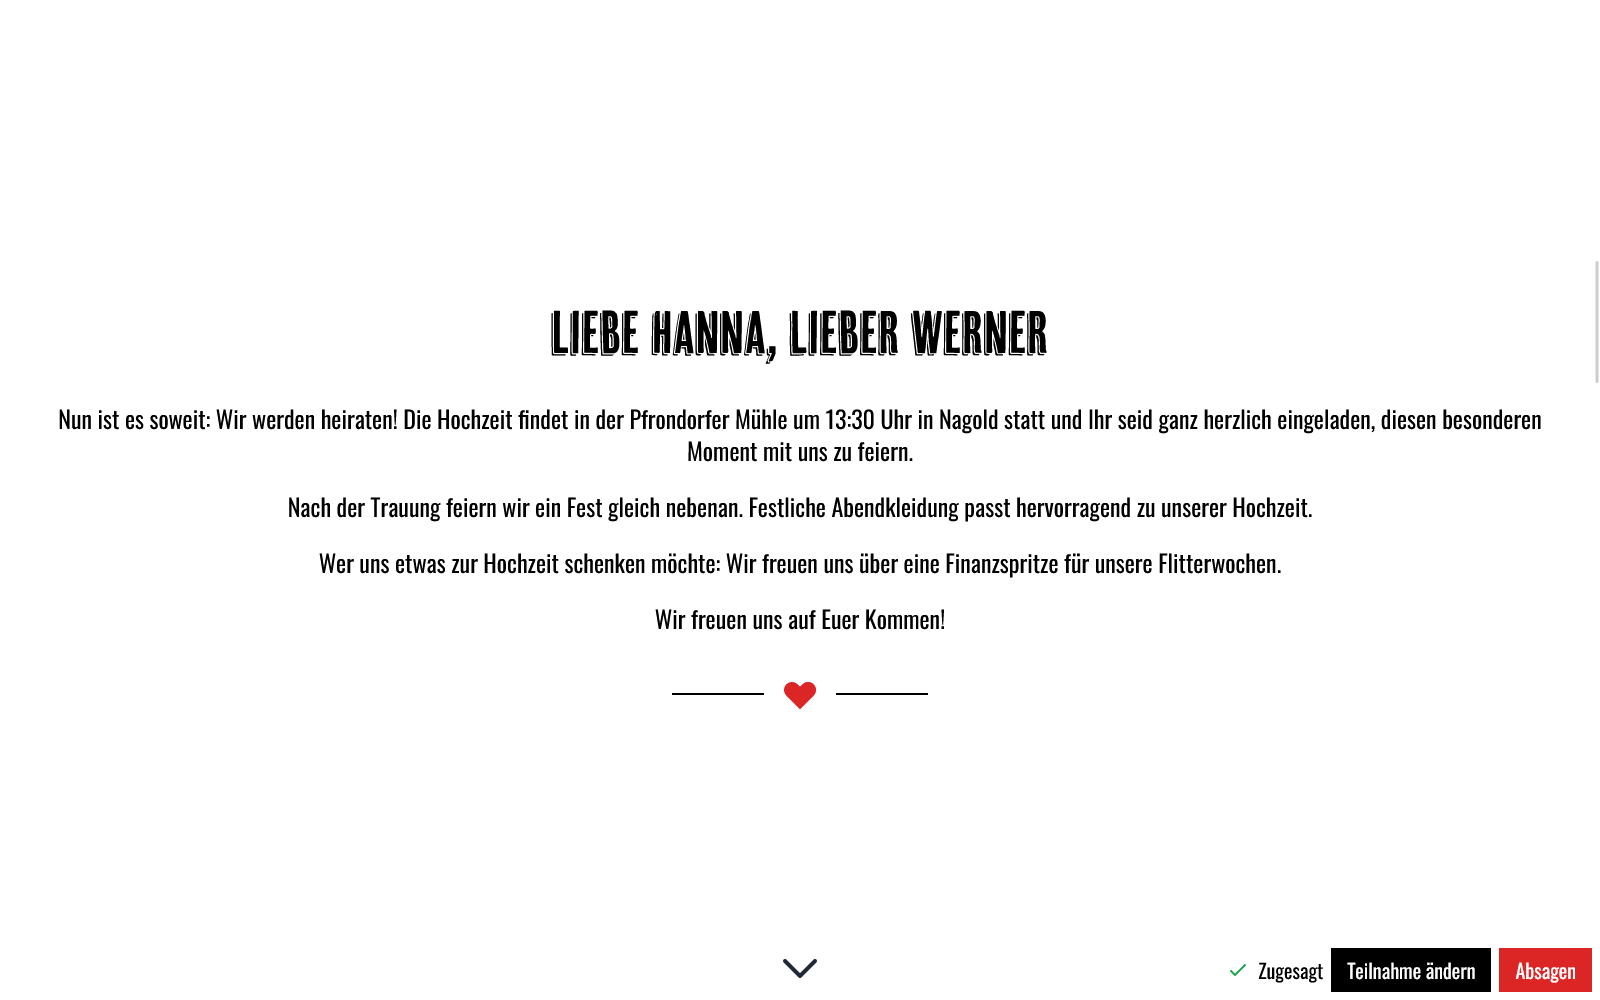 LIEBE HANNA, LIEBER WERNER
Nun ist es soweit: Wir werden heiraten! Die Hochzeit findet in der Pfrondorfer Mühle um 13:30 Uhr in Nagold statt und Ihr seid ganz herzlich eingeladen, diesen besonderen
Moment mit uns zu feiern.
Nach der Trauung feiern wir ein Fest gleich nebenan. Festliche Abendkleidung passt hervorragend zu unserer Hochzeit.
Wer uns etwas zur Hochzeit schenken möchte: Wir freuen uns über eine Finanzspritze für unsere Flitterwochen.
Wir freuen uns auf Euer Kommen!
Zugesagt Teilnahme ändern Absagen